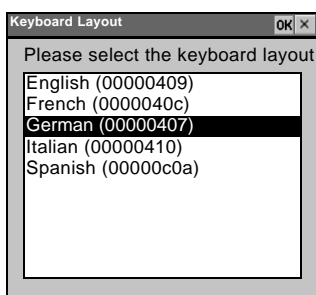 Keyboard Layout OK ×
Please select the keyboard layout
English (00000409)
French (0000040c)
German (00000407)
Italian (00000410)
Spanish (00000c0a)